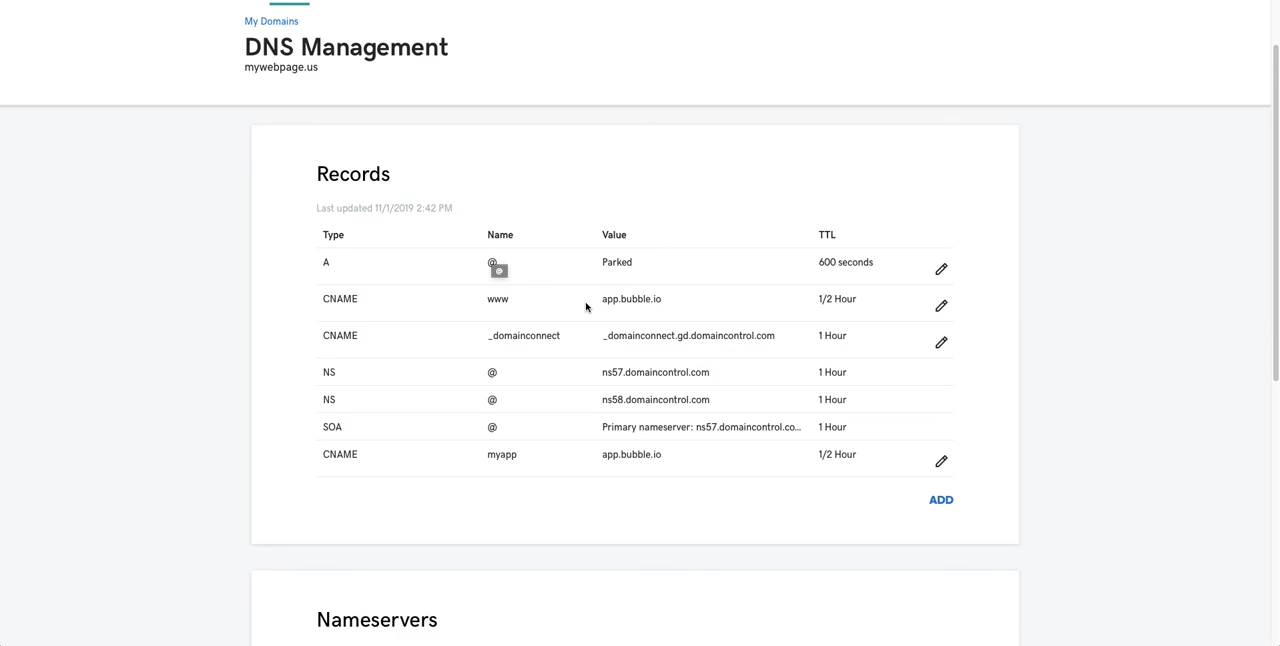 My Domains
DNS Management
mywebpage.us
Records
Last updated 11/1/2019 2:42 PM
Type Name Value TTL
A @ Parked 600 seconds
@
CNAME www app.bubble.io 1/2 Hour
CNAME _domainconnect _domainconnect.gd.domaincontrol.com 1 Hour
NS @ ns57.domaincontrol.com 1 Hour
NS @ ns58.domaincontrol.com 1 Hour
SOA @ Primary nameserver: ns57.domaincontrol.co... 1 Hour
CNAME myapp app.bubble.io 1/2 Hour
ADD
Nameservers